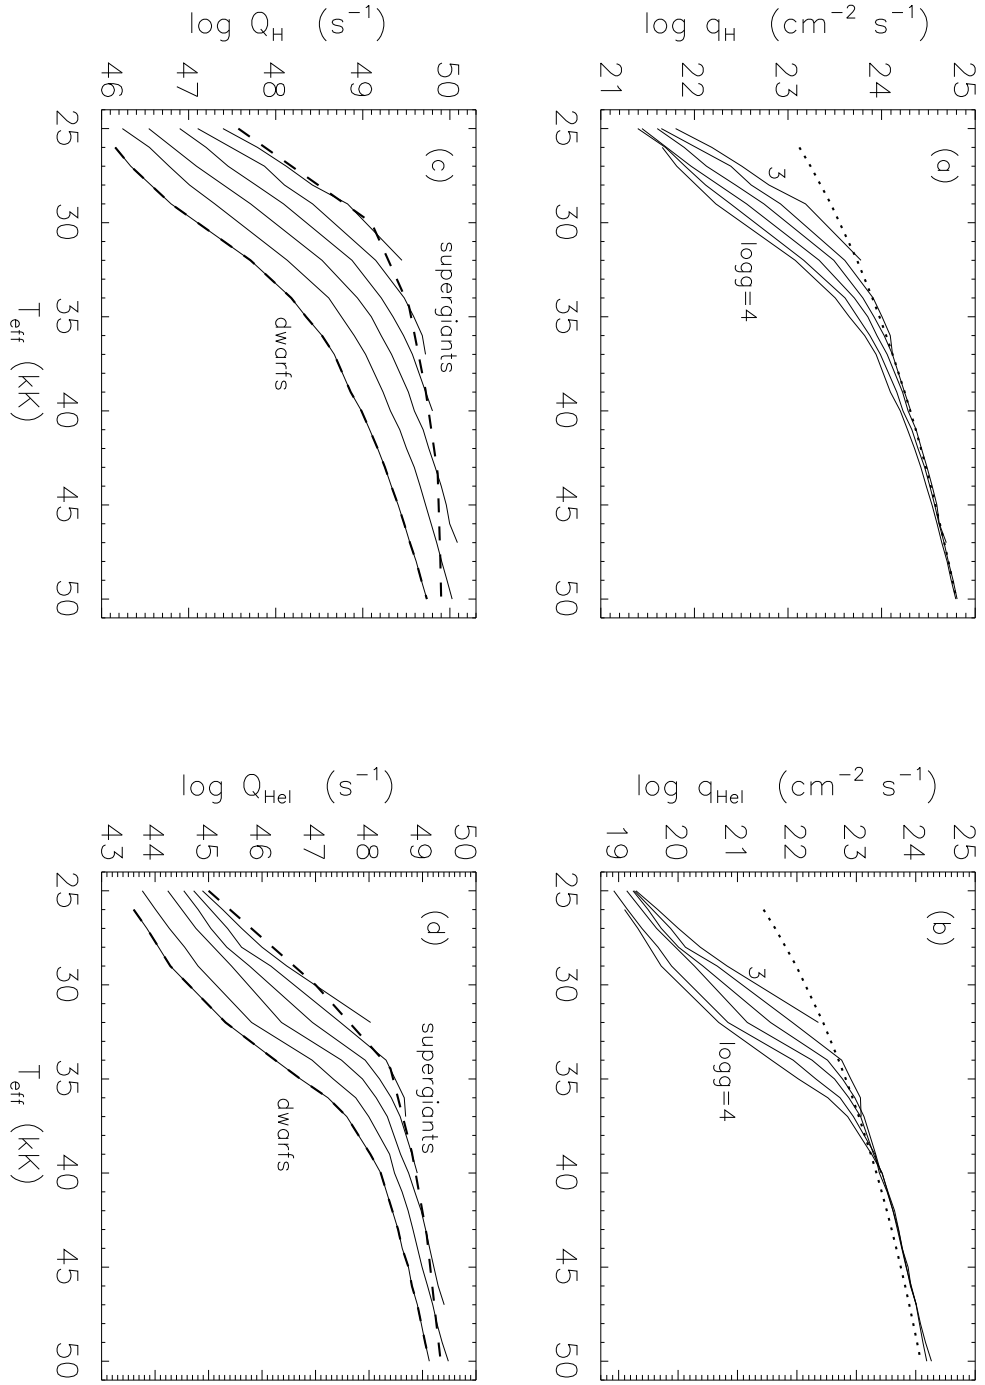 log q_H (cm⁻² s⁻¹)
25
24
23
22
21
(a)
3
logg=4
25 30 35 40 45 50
log q_HeI (cm⁻² s⁻¹)
25
24
23
22
21
20
19
(b)
3
logg=4
25 30 35 40 45 50
log Q_H (s⁻¹)
50
49
48
47
46
(c)
supergiants
dwarfs
25 30 35 40 45 50
T_eff (kK)
log Q_HeI (s⁻¹)
50
49
48
47
46
45
44
43
(d)
supergiants
dwarfs
25 30 35 40 45 50
T_eff (kK)